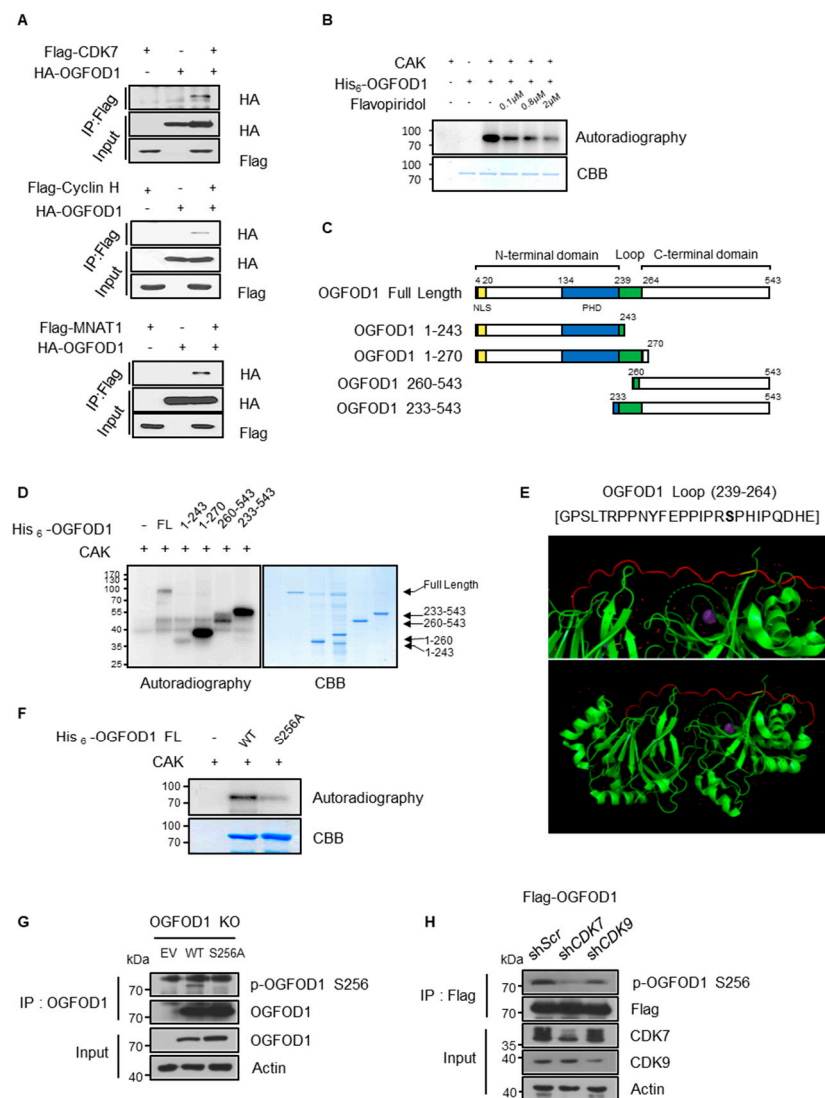 A
Flag-CDK7 + - +
HA-OGFOD1 - + +
IP:Flag
HA
Input
HA
Flag
Flag-Cyclin H + - +
HA-OGFOD1 - + +
IP:Flag
HA
Input
HA
Flag
Flag-MNAT1 + - +
HA-OGFOD1 - + +
IP:Flag
HA
Input
HA
Flag
B
CAK + - + + + +
His6-OGFOD1 - + + + + +
Flavopiridol - - - 0.1µM 0.8µM 2µM
100
70
Autoradiography
100
70
CBB
C
N-terminal domain Loop C-terminal domain
4 20 134 239 264 543
OGFOD1 Full Length
NLS PHD
243
OGFOD1 1-243
270
OGFOD1 1-270
260 543
OGFOD1 260-543
233 543
OGFOD1 233-543
D
His 6 -OGFOD1 - FL 1-243 1-270 260-543 233-543
CAK + + + + + +
170
130
100
70
55
40
35
25
Full Length
233-543
260-543
1-260
1-243
Autoradiography CBB
E
OGFOD1 Loop (239-264)
[GPSLTRPPNYFEPPIPRSPHIPQDHE]
F
His 6 -OGFOD1 FL - WT S256A
CAK + + +
100
70
Autoradiography
100
70
CBB
G
OGFOD1 KO
kDa EV WT S256A
IP : OGFOD1
70
p-OGFOD1 S256
70
OGFOD1
Input
70
OGFOD1
40
Actin
H
Flag-OGFOD1
kDa shScr shCDK7 shCDK9
IP : Flag
70
p-OGFOD1 S256
70
Flag
Input
35
CDK7
40
CDK9
40
Actin